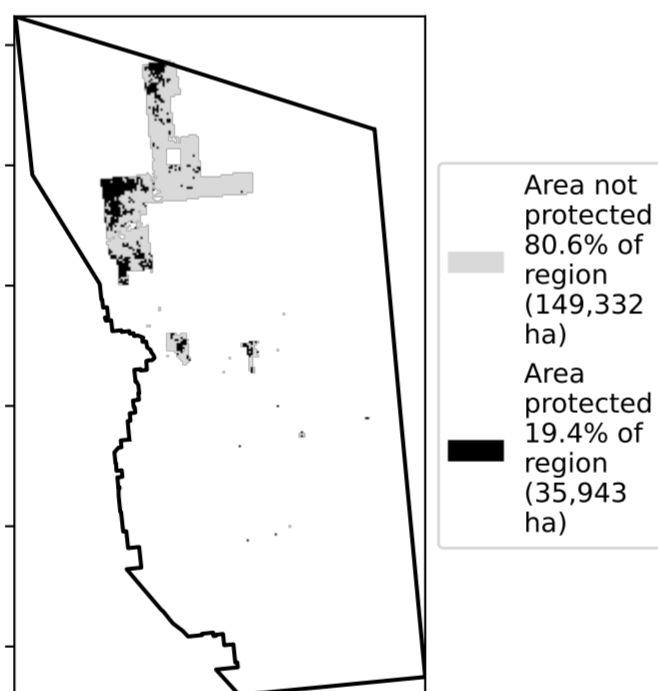 Area not
protected
80.6% of
region
(149,332
ha)
Area
protected
19.4% of
region
(35,943
ha)